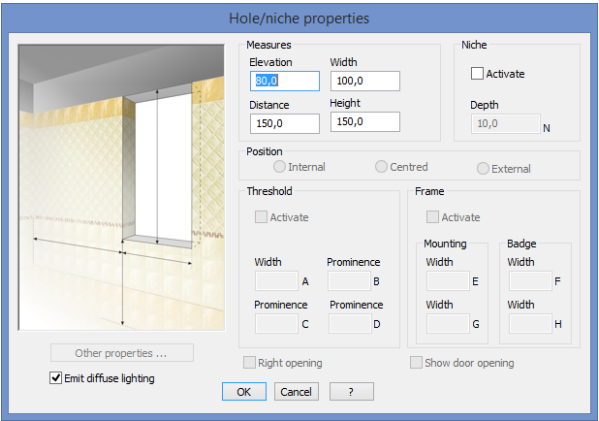 Hole/niche properties
Measures
Elevation Width
80,0 100,0
Distance Height
150,0 150,0
Niche
Activate
Depth
10,0 N
Position
Internal Centred External
Threshold
Activate
Width Prominence
A B
Prominence Prominence
C D
Frame
Activate
Mounting Badge
Width Width
E F
Width Width
G H
Other properties ...
Emit diffuse lighting
Right opening Show door opening
OK Cancel ?